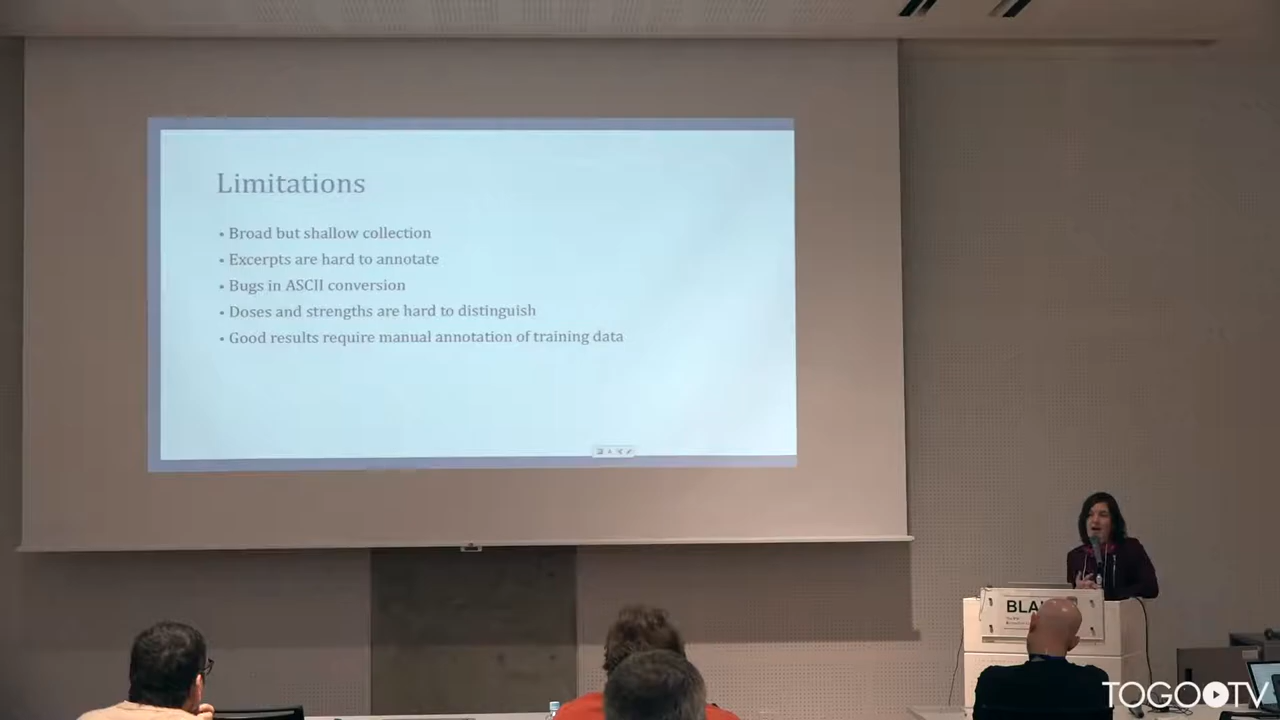 Limitations
• Broad but shallow collection
• Excerpts are hard to annotate
• Bugs in ASCII conversion
• Doses and strengths are hard to distinguish
• Good results require manual annotation of training data
TOGOTV